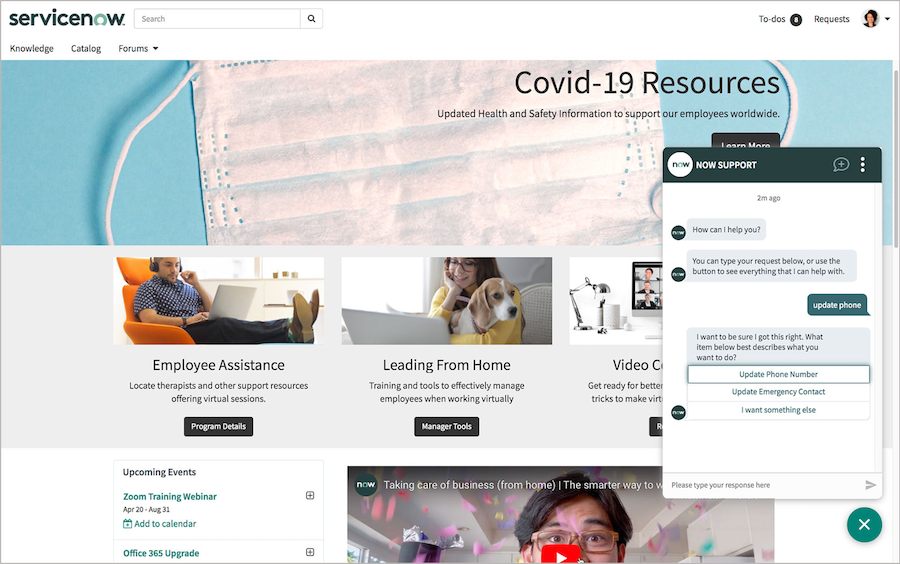 servicenow
Search
To-dos 8 Requests
Knowledge Catalog Forums
Covid-19 Resources
Updated Health and Safety Information to support our employees worldwide.
Learn More
Employee Assistance
Locate therapists and other support resources
offering virtual sessions.
Program Details
Leading From Home
Training and tools to effectively manage
employees when working virtually
Manager Tools
Video Co
Get ready for better
tricks to make virtu
Upcoming Events
Zoom Training Webinar
Apr 20 - Aug 31
Add to calendar
Office 365 Upgrade
now
Taking care of business (from home) | The smarter way to w
now NOW SUPPORT
2m ago
now
How can I help you?
now
You can type your request below, or use the
button to see everything that I can help with.
update phone
I want to be sure I got this right. What
item below best describes what you
want to do?
Update Phone Number
Update Emergency Contact
now
I want something else
Please type your response here